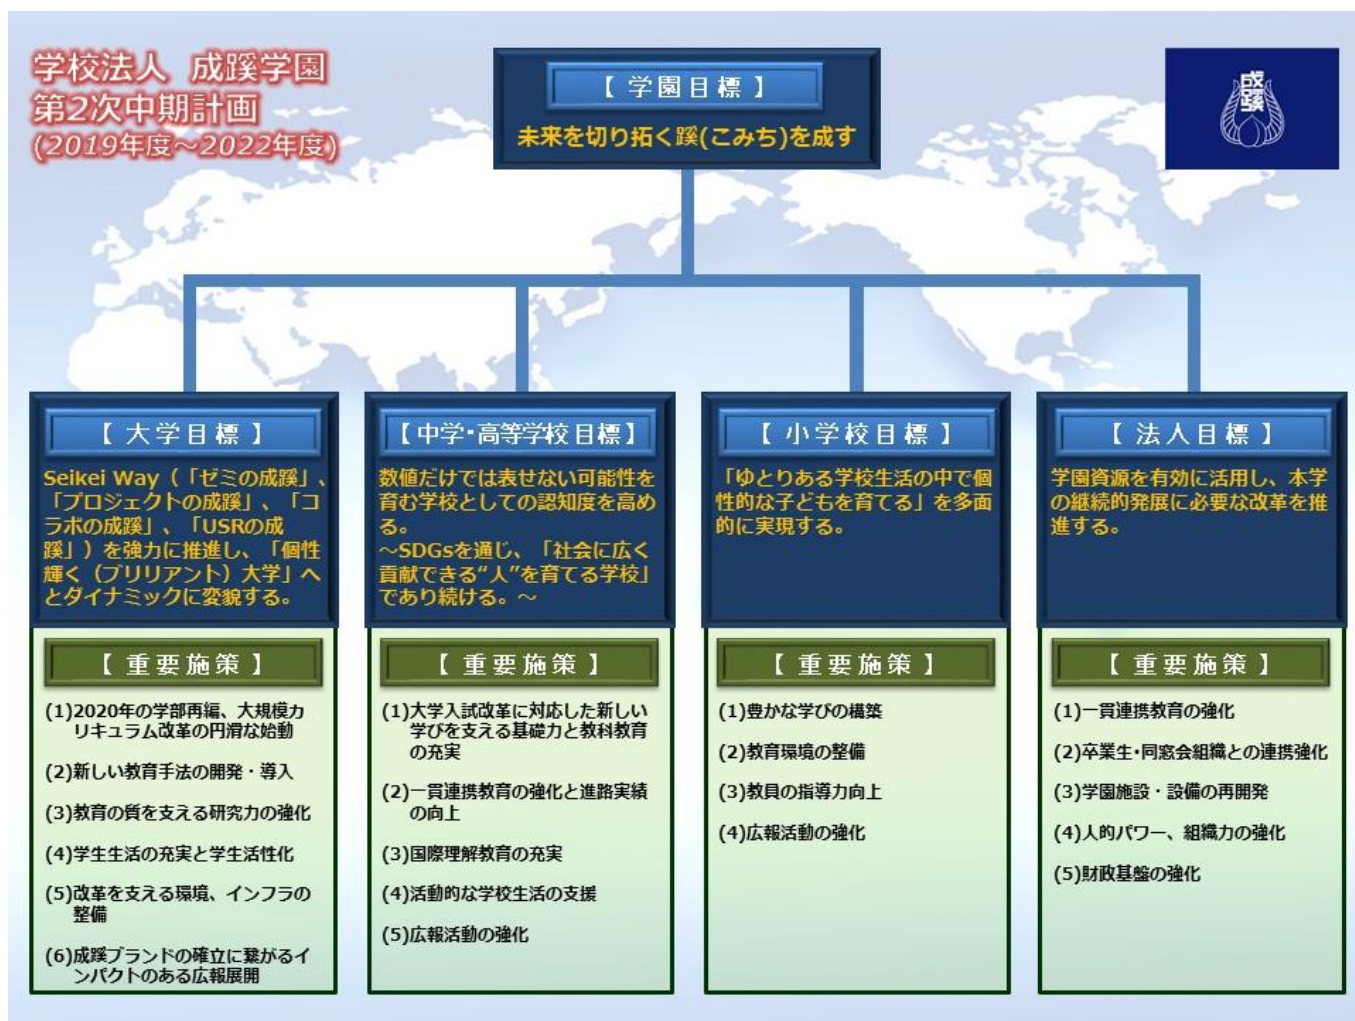 学校法人 成蹊学園
第2次中期計画
(2019年度～2022年度)
【 学園目標 】
未来を切り拓く蹊(こみち)を成す
成蹊
【 大学目標 】
Seikei Way（「ゼミの成蹊」、
「プロジェクトの成蹊」、「コ
ラボの成蹊」、「USRの成
蹊」）を強力に推進し、「個性
輝く（ブリリアント）大学」へ
とダイナミックに変貌する。
【 重要施策 】
(1)2020年の学部再編、大規模カ
リキュラム改革の円滑な始動
(2)新しい教育手法の開発・導入
(3)教育の質を支える研究力の強化
(4)学生生活の充実と学生活性化
(5)改革を支える環境、インフラの
整備
(6)成蹊ブランドの確立に繋がるイ
ンパクトのある広報展開
【中学・高等学校目標】
数値だけでは表せない可能性を
育む学校としての認知度を高め
る。
～SDGsを通じ、「社会に広く
貢献できる“人”を育てる学校」
であり続ける。～
【 重要施策 】
(1)大学入試改革に対応した新しい
学びを支える基礎力と教科教育
の充実
(2)一貫連携教育の強化と進路実績
の向上
(3)国際理解教育の充実
(4)活動的な学校生活の支援
(5)広報活動の強化
【 小学校目標 】
「ゆとりある学校生活の中で個
性的な子どもを育てる」を多面
的に実現する。
【 重要施策 】
(1)豊かな学びの構築
(2)教育環境の整備
(3)教員の指導力向上
(4)広報活動の強化
【 法人目標 】
学園資源を有効に活用し、本学
の継続的発展に必要な改革を推
進する。
【 重要施策 】
(1)一貫連携教育の強化
(2)卒業生・同窓会組織との連携強化
(3)学園施設・設備の再開発
(4)人的パワー、組織力の強化
(5)財政基盤の強化